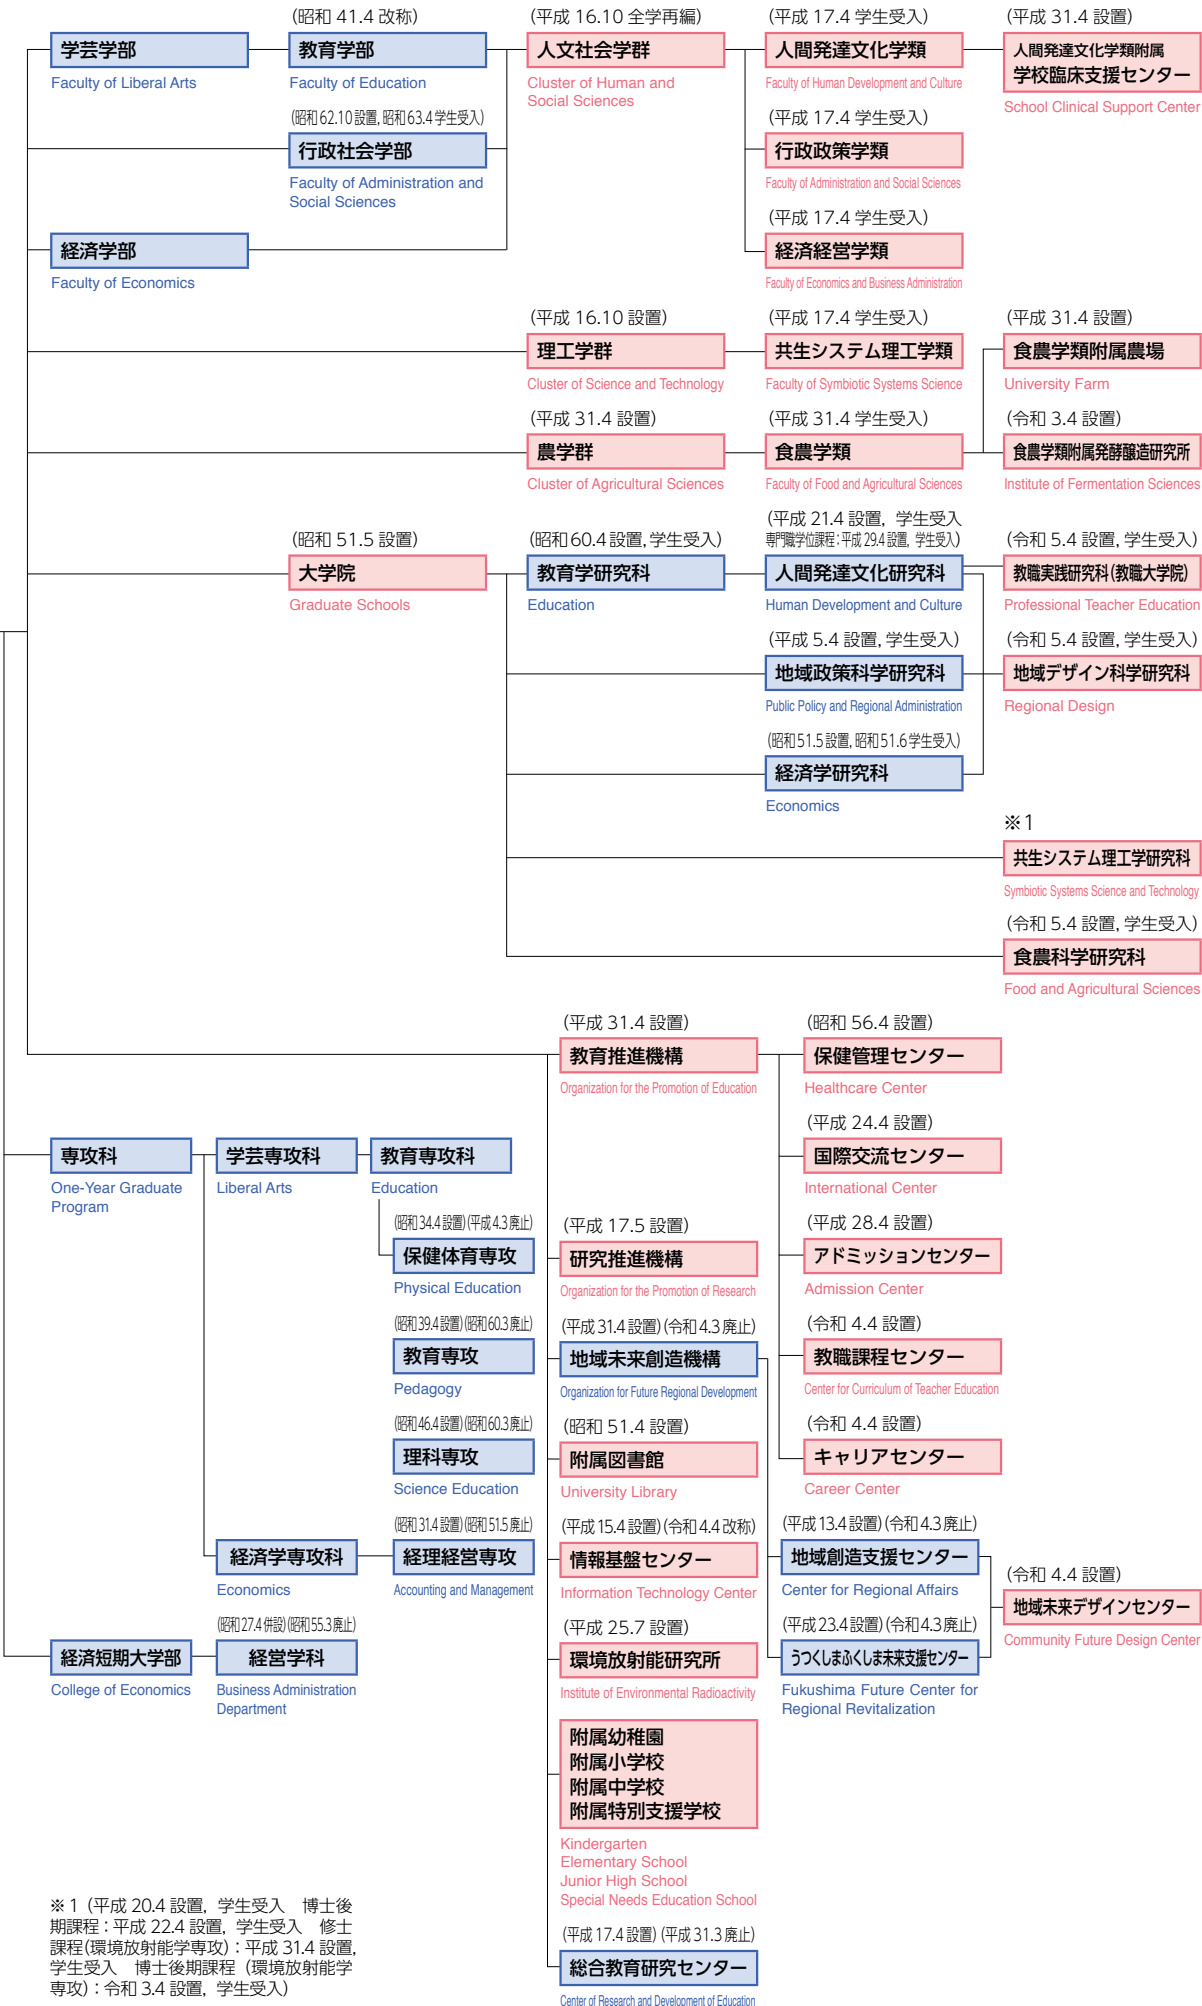 (昭和 41.4 改称)
(平成 16.10 全学再編)
(平成 17.4 学生受入)
(平成 31.4 設置)
学芸学部
教育学部
人文社会学群
人間発達文化学類
人間発達文化学類附属
学校臨床支援センター
Faculty of Liberal Arts
Faculty of Education
Cluster of Human and
Social Sciences
Faculty of Human Development and Culture
School Clinical Support Center
(昭和 62.10 設置, 昭和 63.4 学生受入)
(平成 17.4 学生受入)
行政社会学部
行政政策学類
Faculty of Administration and
Social Sciences
Faculty of Administration and Social Sciences
(平成 17.4 学生受入)
経済学部
経済経営学類
Faculty of Economics
Faculty of Economics and Business Administration
(平成 16.10 設置)
(平成 17.4 学生受入)
(平成 31.4 設置)
理工学群
共生システム理工学類
食農学類附属農場
Cluster of Science and Technology
Faculty of Symbiotic Systems Science
University Farm
(平成 31.4 設置)
(平成 31.4 学生受入)
(令和 3.4 設置)
農学群
食農学類
食農学類附属発酵醸造研究所
Cluster of Agricultural Sciences
Faculty of Food and Agricultural Sciences
Institute of Fermentation Sciences
(昭和 51.5 設置)
(昭和 60.4 設置, 学生受入)
(平成 21.4 設置, 学生受入
専門職学位課程：平成 29.4 設置, 学生受入)
(令和 5.4 設置, 学生受入)
大学院
教育学研究科
人間発達文化研究科
教職実践研究科(教職大学院)
Graduate Schools
Education
Human Development and Culture
Professional Teacher Education
(平成 5.4 設置, 学生受入)
(令和 5.4 設置, 学生受入)
地域政策科学研究科
地域デザイン科学研究科
Public Policy and Regional Administration
Regional Design
(昭和 51.5 設置, 昭和 51.6 学生受入)
経済学研究科
Economics
※1
共生システム理工学研究科
Symbiotic Systems Science and Technology
(令和 5.4 設置, 学生受入)
食農科学研究科
Food and Agricultural Sciences
(平成 31.4 設置)
(昭和 56.4 設置)
教育推進機構
保健管理センター
Organization for the Promotion of Education
Healthcare Center
(平成 24.4 設置)
専攻科
学芸専攻科
教育専攻科
国際交流センター
One-Year Graduate
Program
Liberal Arts
Education
International Center
(昭和 34.4 設置) (平成 4.3 廃止)
(平成 17.5 設置)
(平成 28.4 設置)
保健体育専攻
研究推進機構
アドミッションセンター
Physical Education
Organization for the Promotion of Research
Admission Center
(昭和 39.4 設置) (昭和 60.3 廃止)
(平成 31.4 設置) (令和 4.3 廃止)
(令和 4.4 設置)
教育専攻
地域未来創造機構
教職課程センター
Pedagogy
Organization for Future Regional Development
Center for Curriculum of Teacher Education
(昭和 46.4 設置) (昭和 60.3 廃止)
(昭和 51.4 設置)
(令和 4.4 設置)
理科専攻
附属図書館
キャリアセンター
Science Education
University Library
Career Center
(昭和 31.4 設置) (昭和 51.5 廃止)
(平成 15.4 設置) (令和 4.4 改称)
(平成 13.4 設置) (令和 4.3 廃止)
経済学専攻科
経理経営専攻
情報基盤センター
地域創造支援センター
Economics
Accounting and Management
Information Technology Center
Center for Regional Affairs
(令和 4.4 設置)
地域未来デザインセンター
Community Future Design Center
(昭和 27.4 併設) (昭和 55.3 廃止)
(平成 25.7 設置)
(平成 23.4 設置) (令和 4.3 廃止)
経済短期大学部
経営学科
環境放射能研究所
うつくしまふくしま未来支援センター
College of Economics
Business Administration
Department
Institute of Environmental Radioactivity
Fukushima Future Center for
Regional Revitalization
附属幼稚園
附属小学校
附属中学校
附属特別支援学校
Kindergarten
Elementary School
Junior High School
Special Needs Education School
(平成 17.4 設置) (平成 31.3 廃止)
総合教育研究センター
Center of Research and Development of Education
※1 (平成 20.4 設置, 学生受入 博士後
期課程：平成 22.4 設置, 学生受入 修士
課程(環境放射能学専攻)：平成 31.4 設置,
学生受入 博士後期課程 (環境放射能学
専攻)：令和 3.4 設置, 学生受入)